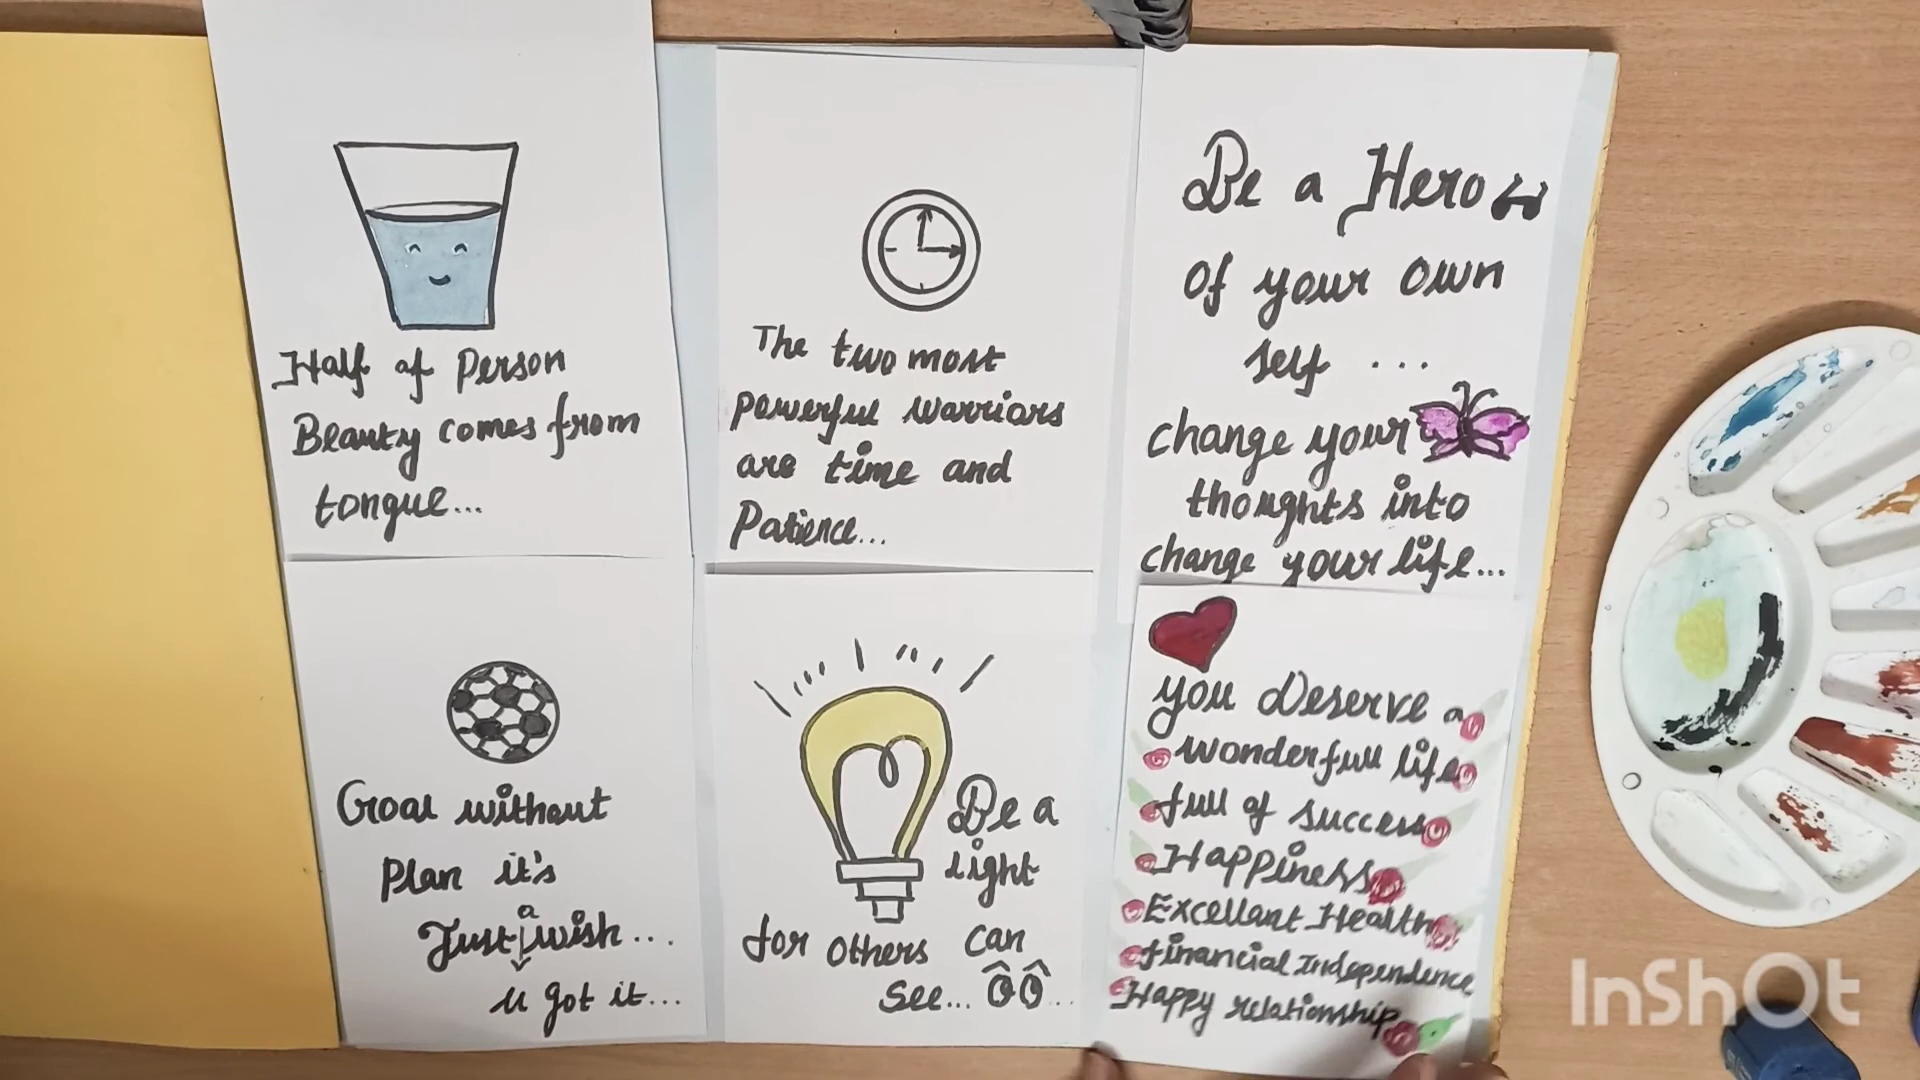 Half of Person
Beauty comes from
tongue...
The two most
powerful warriors
are time and
Patience...
Be a Hero
of your own
self ...
change your
thoughts into
change your life...
Goal without
Plan it's
Just a wish...
u got it...
Be a
light
for others can
see......
you Deserve a
wonderfull life
full of success
Happiness
Excellant Health
financial Independence
Happy relationship
InShOt